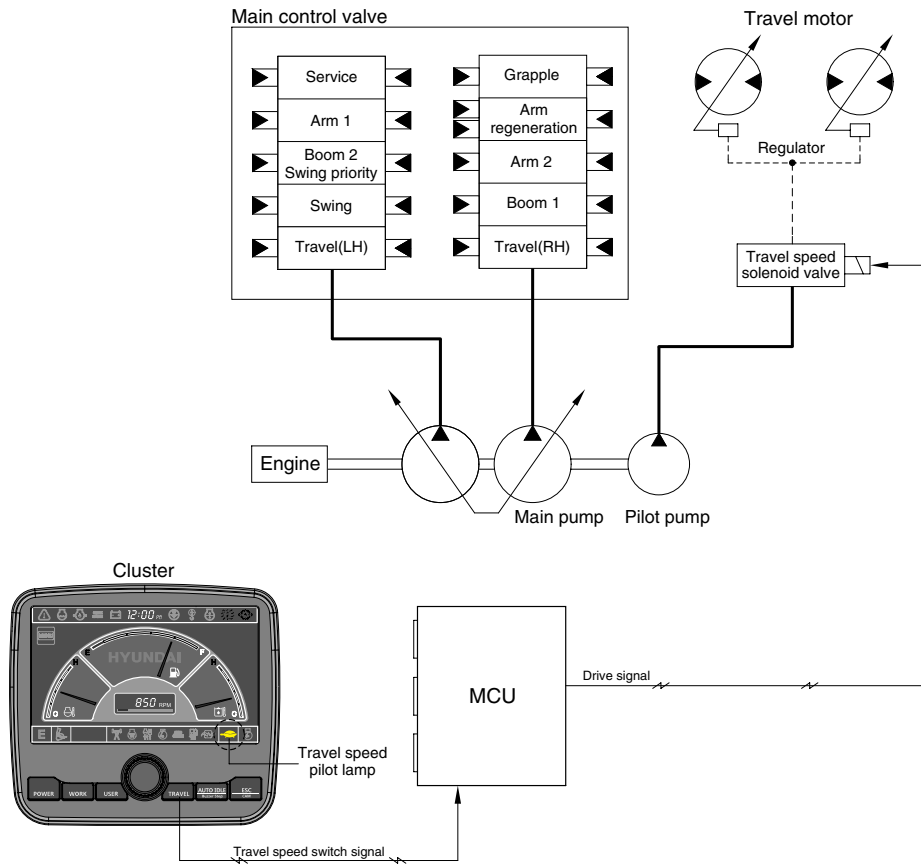 Main control valve
Travel motor
Service
Arm 1
Boom 2
Swing priority
Swing
Travel(LH)
Grapple
Arm
regeneration
Arm 2
Boom 1
Travel(RH)
Regulator
Travel speed
solenoid valve
Engine
Main pump
Pilot pump
Cluster
12:00
E
F
H
H
HYUNDAI
850 RPM
C
C
E
Travel speed
pilot lamp
POWER
WORK
USER
TRAVEL
AUTO IDLE
Buzzer Stop
ESC
MCU
Drive signal
Travel speed switch signal